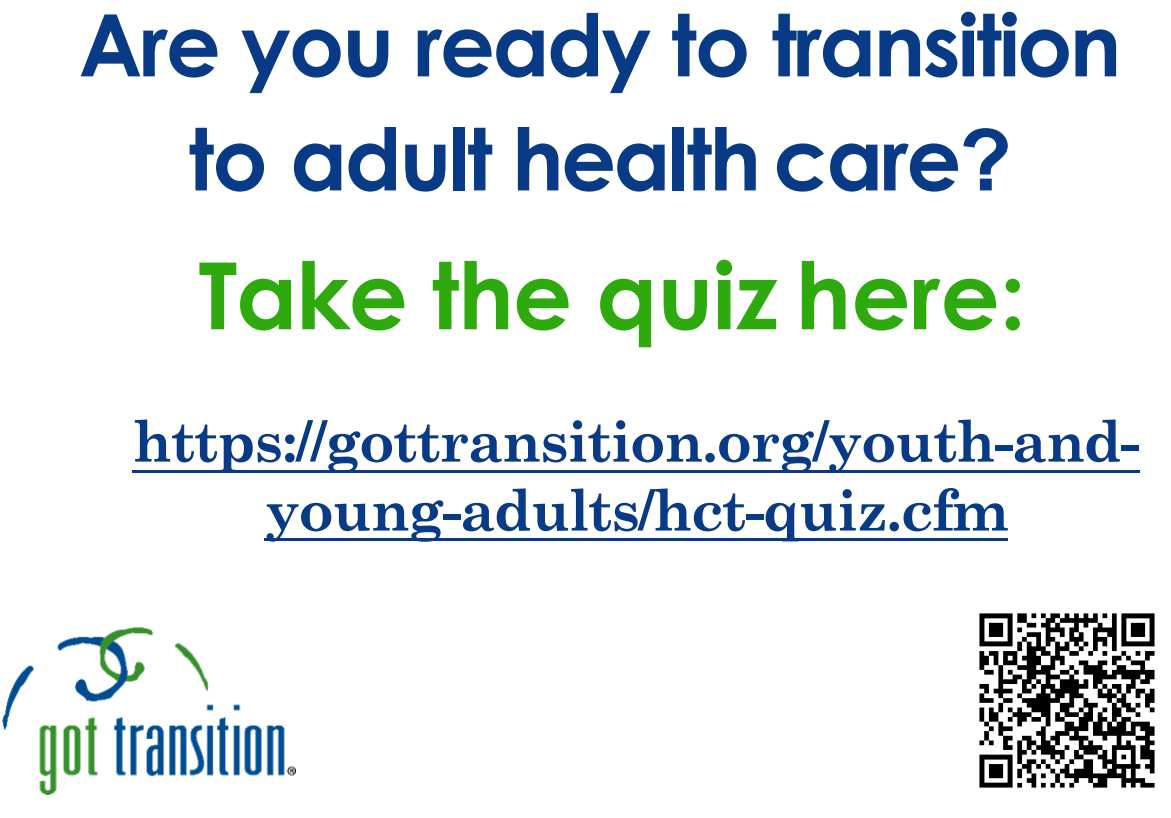 Are you ready to transition
to adult health care?
Take the quiz here:
https://gottransition.org/youth-and-
young-adults/hct-quiz.cfm
got transition®